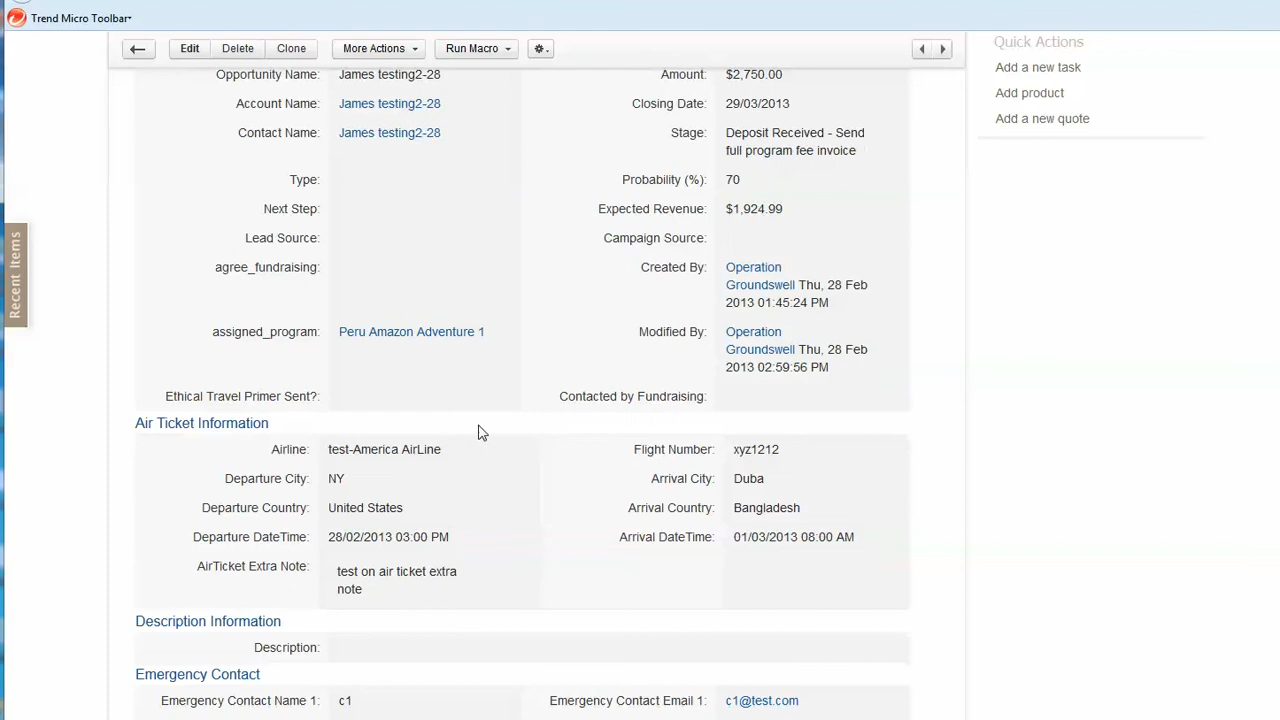 Trend Micro Toolbar
Edit Delete Clone More Actions Run Macro
Quick Actions
Add a new task
Add product
Add a new quote
Recent Items
Opportunity Name: James testing2-28 Amount: $2,750.00
Account Name: James testing2-28 Closing Date: 29/03/2013
Contact Name: James testing2-28 Stage: Deposit Received - Send
full program fee invoice
Type: Probability (%): 70
Next Step: Expected Revenue: $1,924.99
Lead Source: Campaign Source:
agree_fundraising: Created By: Operation
Groundswell Thu, 28 Feb
2013 01:45:24 PM
assigned_program: Peru Amazon Adventure 1 Modified By: Operation
Groundswell Thu, 28 Feb
2013 02:59:56 PM
Ethical Travel Primer Sent?: Contacted by Fundraising:
Air Ticket Information
Airline: test-America AirLine Flight Number: xyz1212
Departure City: NY Arrival City: Duba
Departure Country: United States Arrival Country: Bangladesh
Departure DateTime: 28/02/2013 03:00 PM Arrival DateTime: 01/03/2013 08:00 AM
AirTicket Extra Note: test on air ticket extra
note
Description Information
Description:
Emergency Contact
Emergency Contact Name 1: c1 Emergency Contact Email 1: c1@test.com